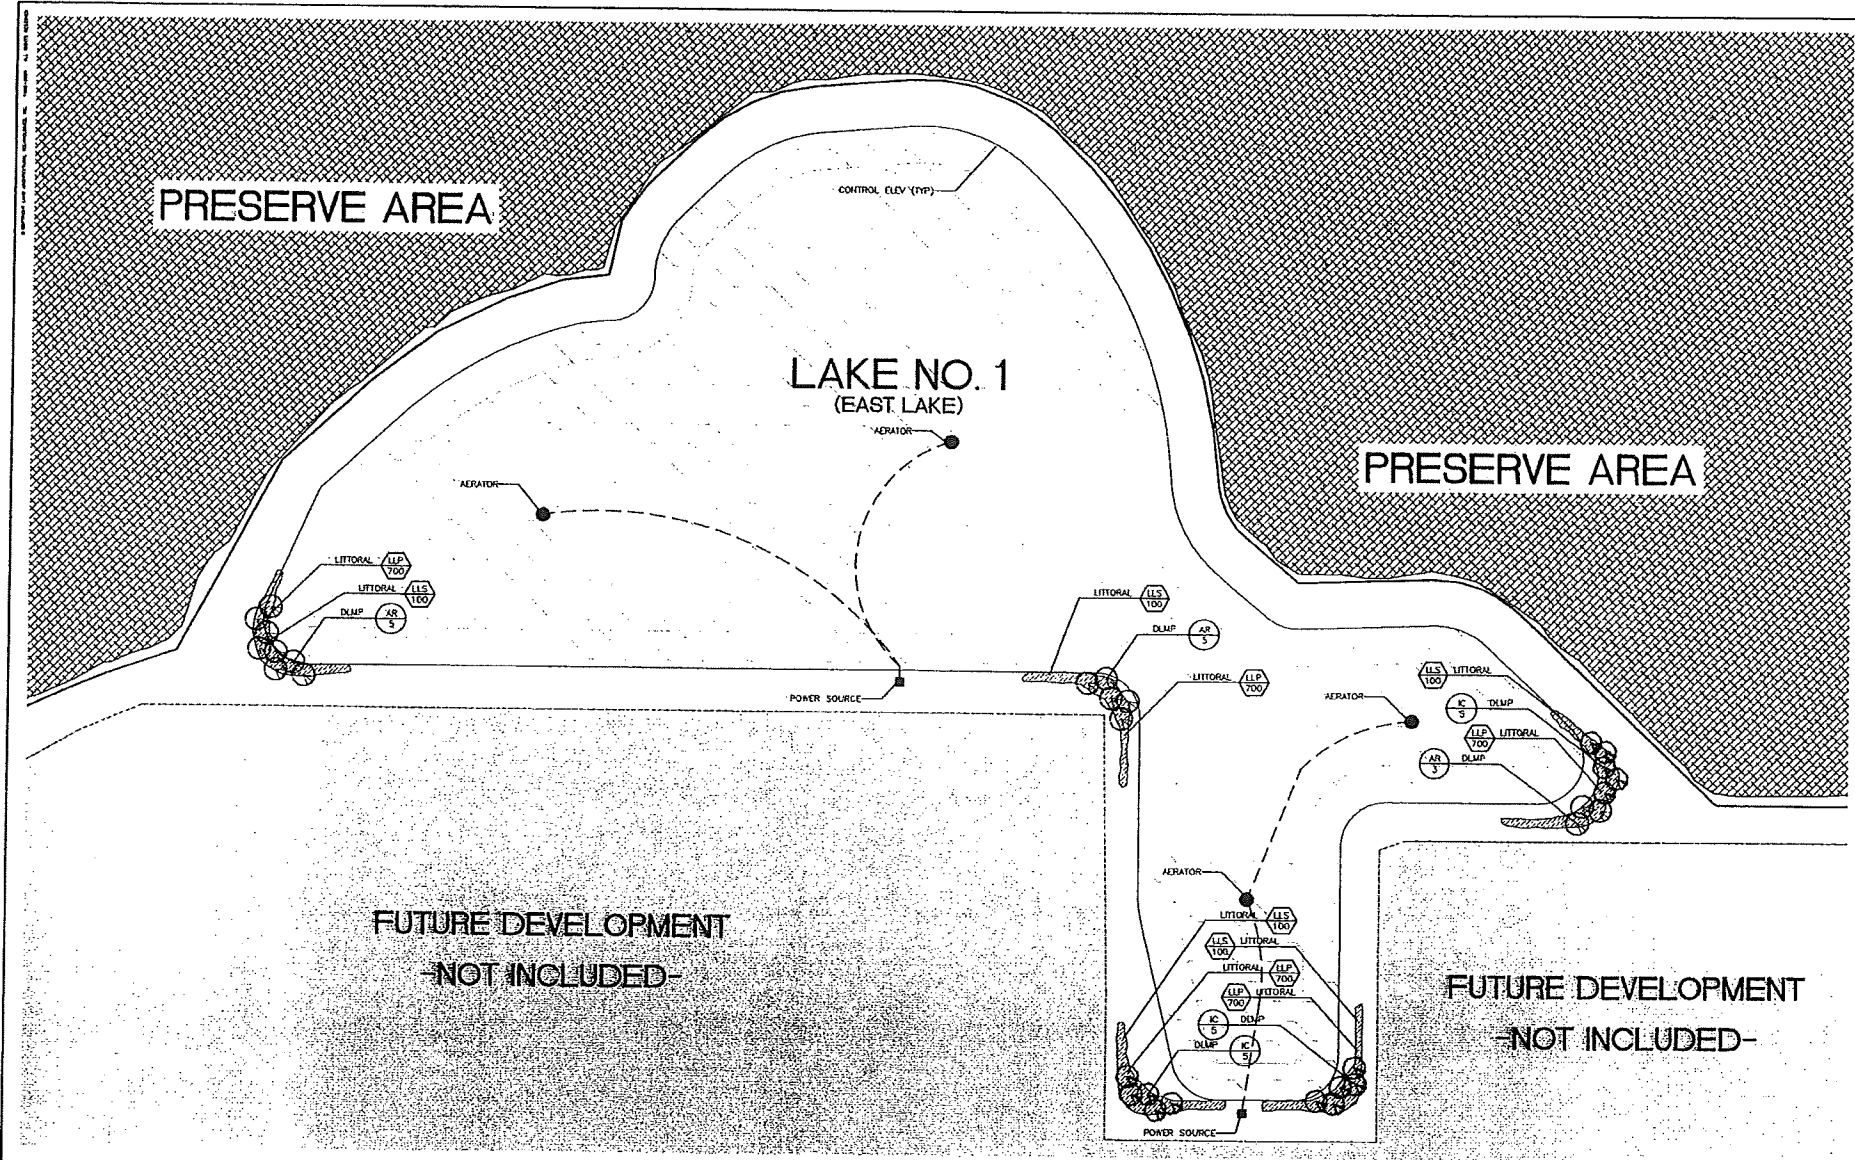 PRESERVE AREA
CONTROL ELEV (TYP)
LAKE NO. 1
(EAST LAKE)
AERATOR
AERATOR
PRESERVE AREA
LITTORAL LLP 700
LITTORAL LLS 100
DLMP AR 5
LITTORAL LLS 100
DLMP AR 5
LITTORAL LLP 700
POWER SOURCE
LLS 100 LITTORAL
AERATOR
IC 5 DLMP
LLP 700 LITTORAL
AR 3 DLMP
AERATOR
LITTORAL LLS 100
LLS 100 LITTORAL
LITTORAL LLP 700
LLP 700 LITTORAL
IC 5 DLMP
DLMP IC 5
POWER SOURCE
FUTURE DEVELOPMENT
-NOT INCLUDED-
FUTURE DEVELOPMENT
-NOT INCLUDED-